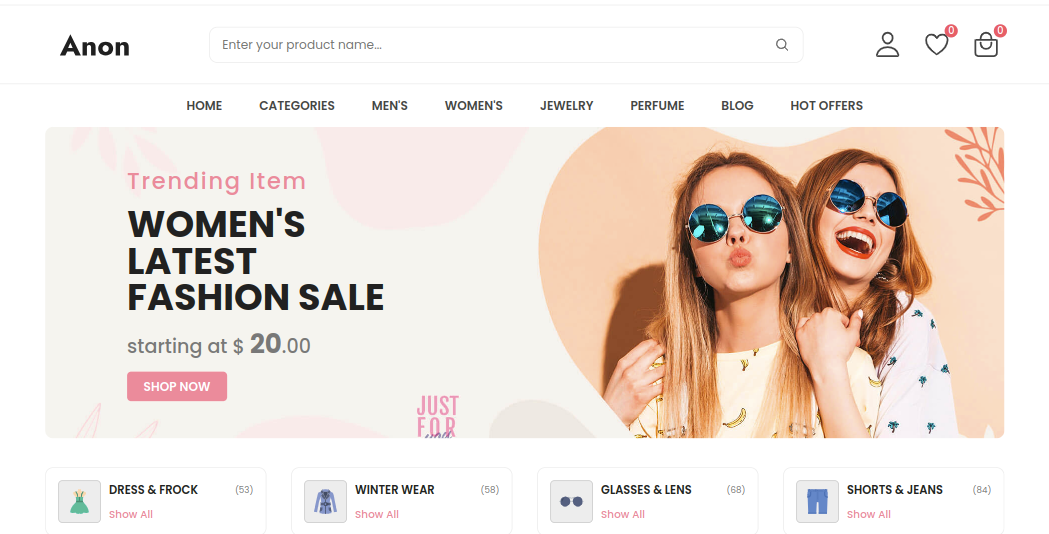 Anon
Enter your product name...
0
0
HOME CATEGORIES MEN'S WOMEN'S JEWELRY PERFUME BLOG HOT OFFERS
Trending Item
WOMEN'S
LATEST
FASHION SALE
starting at $ 20.00
SHOP NOW
JUST
FOR
you
DRESS & FROCK (53)
Show All
WINTER WEAR (58)
Show All
GLASSES & LENS (68)
Show All
SHORTS & JEANS (84)
Show All